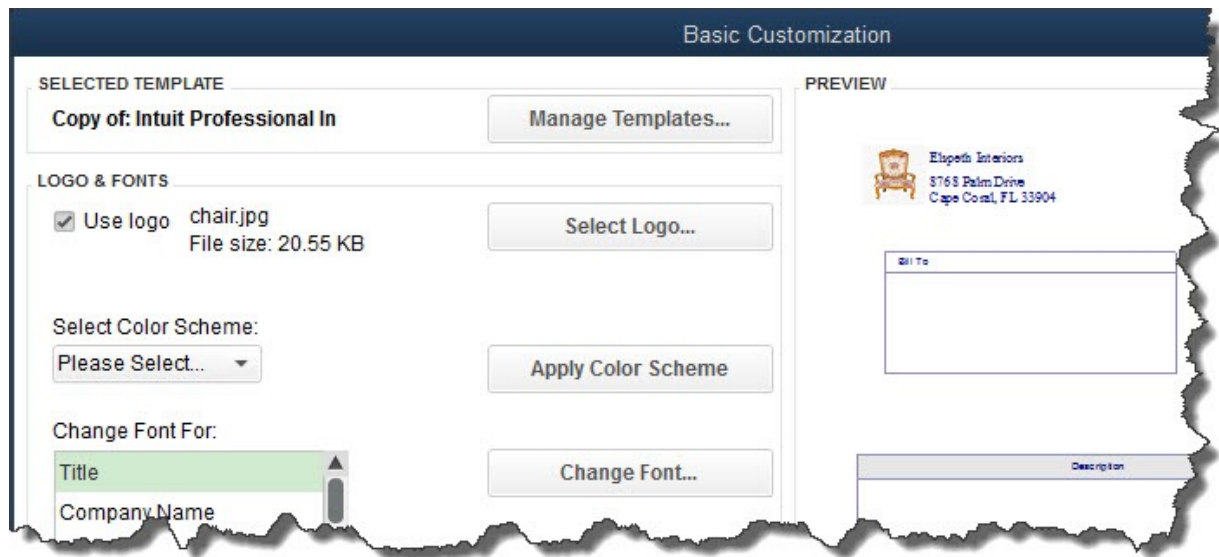 Basic Customization
SELECTED TEMPLATE
Copy of: Intuit Professional In
Manage Templates...
LOGO & FONTS
Use logo
chair.jpg
File size: 20.55 KB
Select Logo...
Select Color Scheme:
Please Select...
Apply Color Scheme
Change Font For:
Title
Company Name
Change Font...
PREVIEW
Elspeth Interiors
8768 Palm Drive
Cape Coral, FL 33904
Bill To
Description